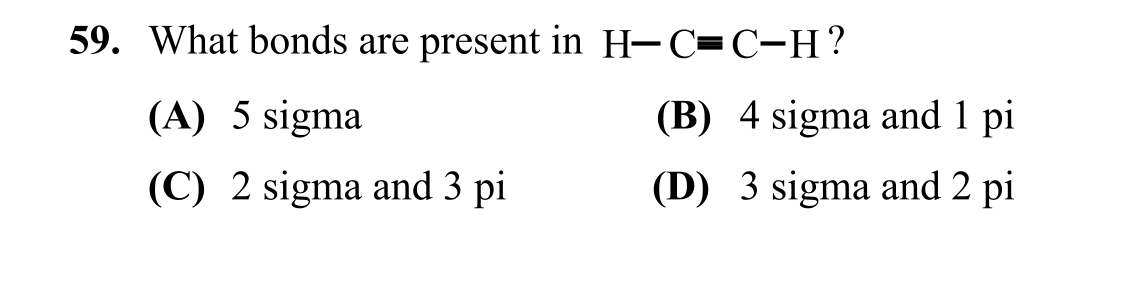 59. What bonds are present in H−C≡C−H?
(A) 5 sigma (B) 4 sigma and 1 pi
(C) 2 sigma and 3 pi (D) 3 sigma and 2 pi